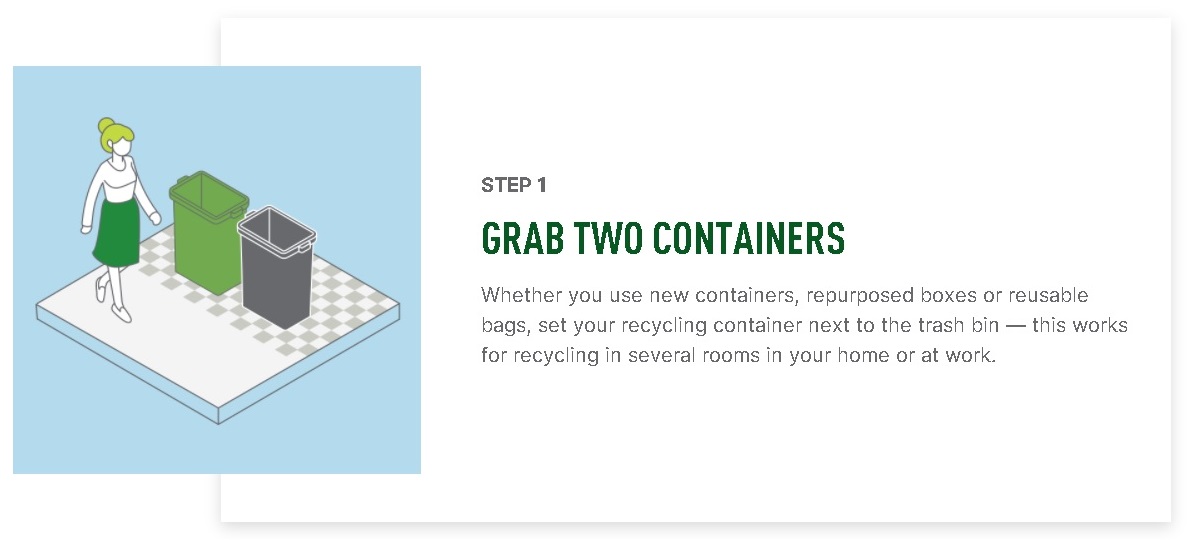 STEP 1
GRAB TWO CONTAINERS
Whether you use new containers, repurposed boxes or reusable
bags, set your recycling container next to the trash bin — this works
for recycling in several rooms in your home or at work.